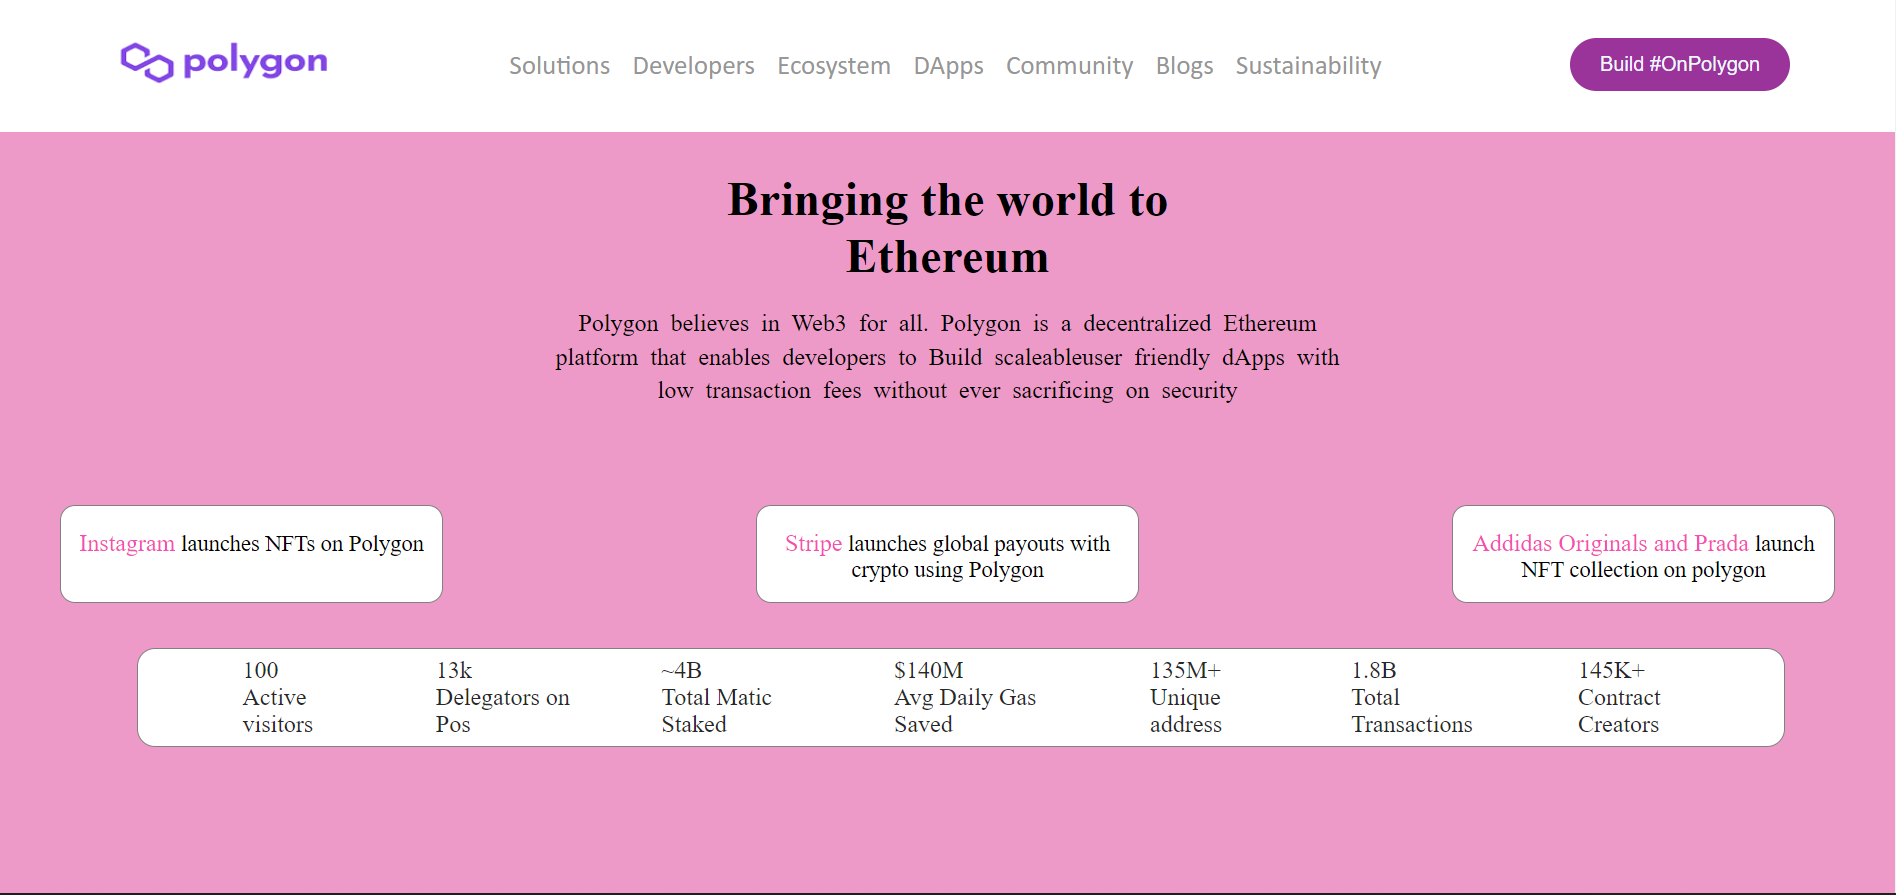 polygon
Solutions Developers Ecosystem DApps Community Blogs Sustainability
Build #OnPolygon
Bringing the world to
Ethereum
Polygon believes in Web3 for all. Polygon is a decentralized Ethereum
platform that enables developers to Build scaleableuser friendly dApps with
low transaction fees without ever sacrificing on security
Instagram launches NFTs on Polygon
Stripe launches global payouts with
crypto using Polygon
Addidas Originals and Prada launch
NFT collection on polygon
100
Active
visitors
13k
Delegators on
Pos
~4B
Total Matic
Staked
$140M
Avg Daily Gas
Saved
135M+
Unique
address
1.8B
Total
Transactions
145K+
Contract
Creators